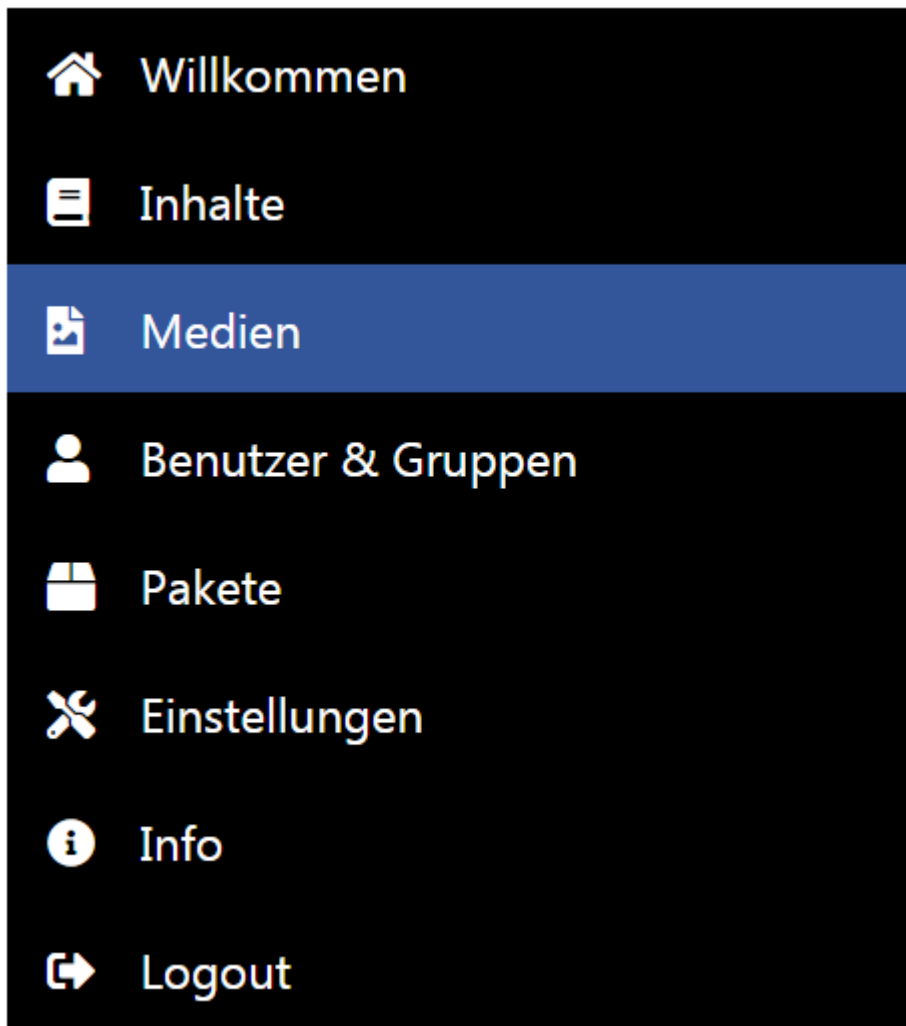 Willkommen
Inhalte
Medien
Benutzer & Gruppen
Pakete
Einstellungen
Info
Logout